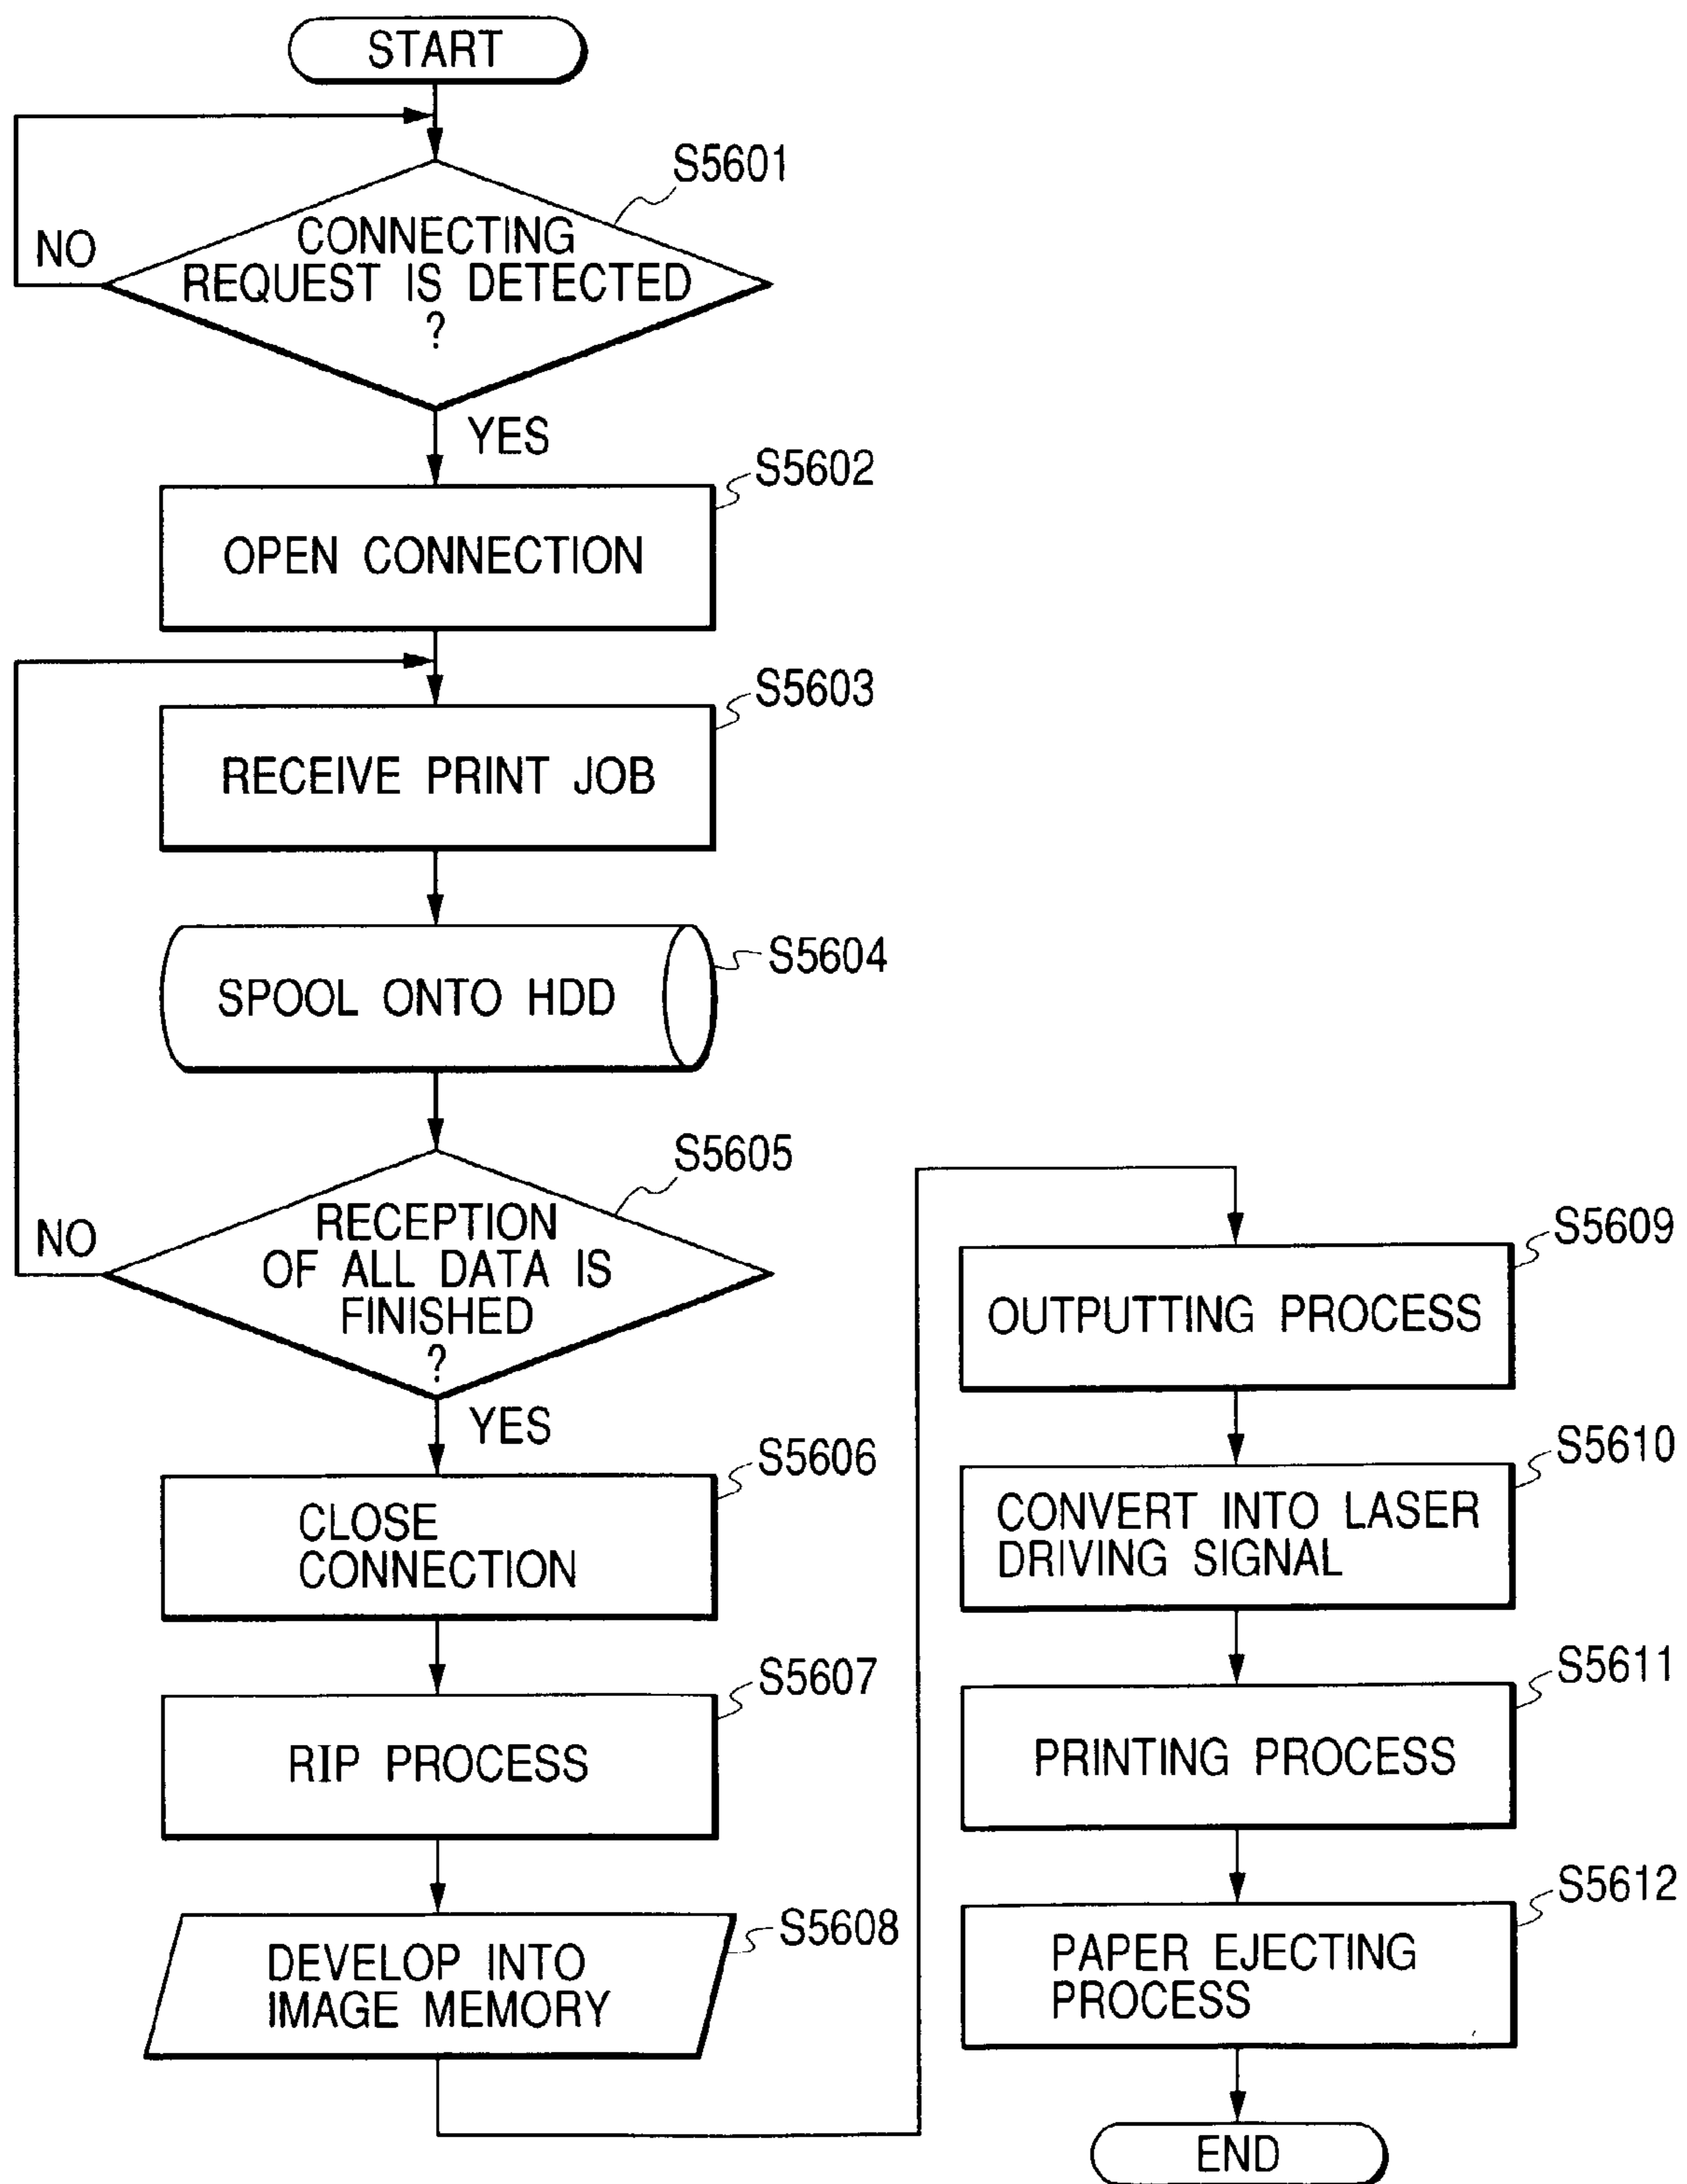 START
S5601
NO
CONNECTING
REQUEST IS DETECTED
?
YES
S5602
OPEN CONNECTION
S5603
RECEIVE PRINT JOB
S5604
SPOOL ONTO HDD
S5605
NO
RECEPTION
OF ALL DATA IS
FINISHED
?
YES
S5606
CLOSE
CONNECTION
S5607
RIP PROCESS
S5608
DEVELOP INTO
IMAGE MEMORY
S5609
OUTPUTTING PROCESS
S5610
CONVERT INTO LASER
DRIVING SIGNAL
S5611
PRINTING PROCESS
S5612
PAPER EJECTING
PROCESS
END